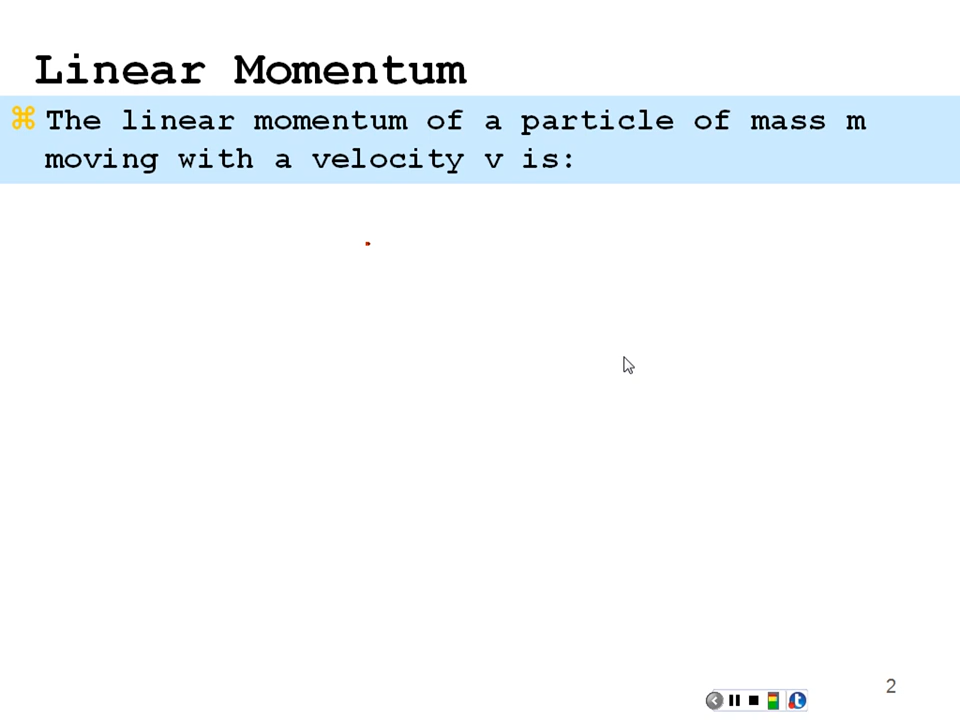 Linear Momentum
⌘ The linear momentum of a particle of mass m
moving with a velocity v is:
2